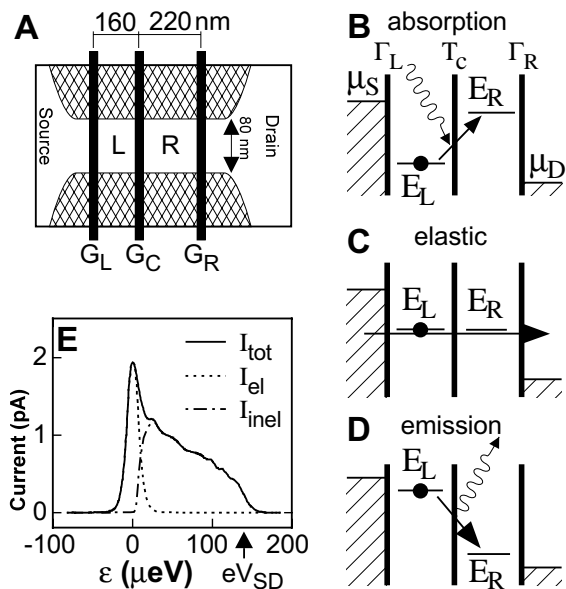 A
160 220 nm
Source
L R
80 nm
Drain
G_L G_C G_R
B absorption
Γ_L T_c Γ_R
μ_S
E_R
E_L
μ_D
C elastic
E_L E_R
D emission
E_L
E_R
E
I_tot
I_el
I_inel
Current (pA)
2
1
0
-100 0 100 200
ε (μeV) eV_SD